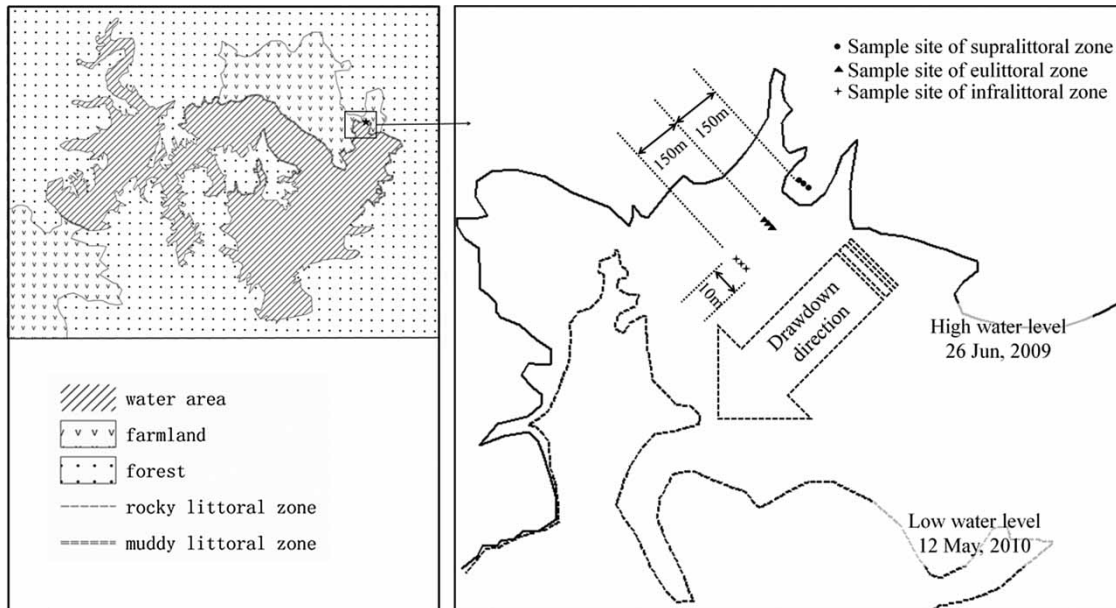 water area
farmland
forest
rocky littoral zone
muddy littoral zone
Sample site of supralittoral zone
Sample site of eulittoral zone
Sample site of infralittoral zone
150m
150m
10m
Drawdown
direction
High water level
26 Jun, 2009
Low water level
12 May, 2010